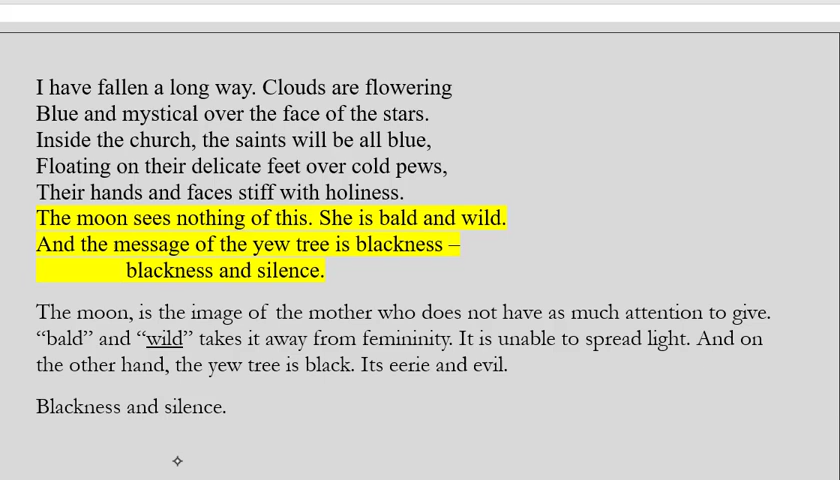 I have fallen a long way. Clouds are flowering
Blue and mystical over the face of the stars.
Inside the church, the saints will be all blue,
Floating on their delicate feet over cold pews,
Their hands and faces stiff with holiness.
The moon sees nothing of this. She is bald and wild.
And the message of the yew tree is blackness –
blackness and silence.
The moon, is the image of the mother who does not have as much attention to give.
“bald” and “wild” takes it away from femininity. It is unable to spread light. And on
the other hand, the yew tree is black. Its eerie and evil.
Blackness and silence.